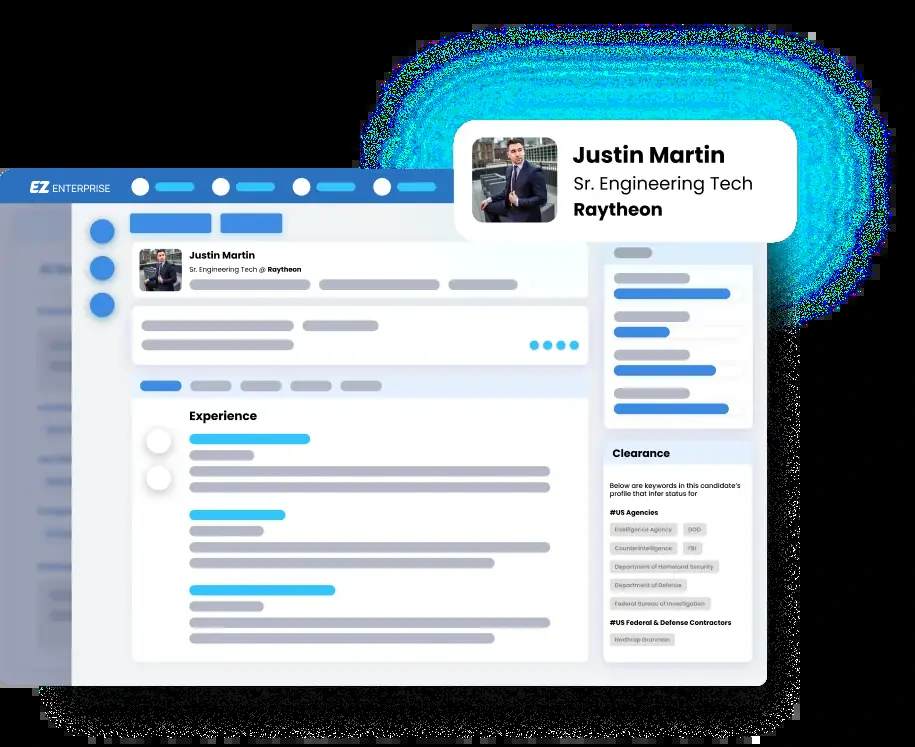 Justin Martin
Sr. Engineering Tech
Raytheon
EZ ENTERPRISE
Justin Martin
Sr. Engineering Tech @ Raytheon
Experience
Clearance
Below are keywords in this candidate's
profile that infer status for
#US Agencies
Intelligence Agency DOD
Counterintelligence FBI
Department of Homeland Security
Department of Defense
Federal Bureau of Investigation
#US Federal & Defense Contractors
Northrop Grumman